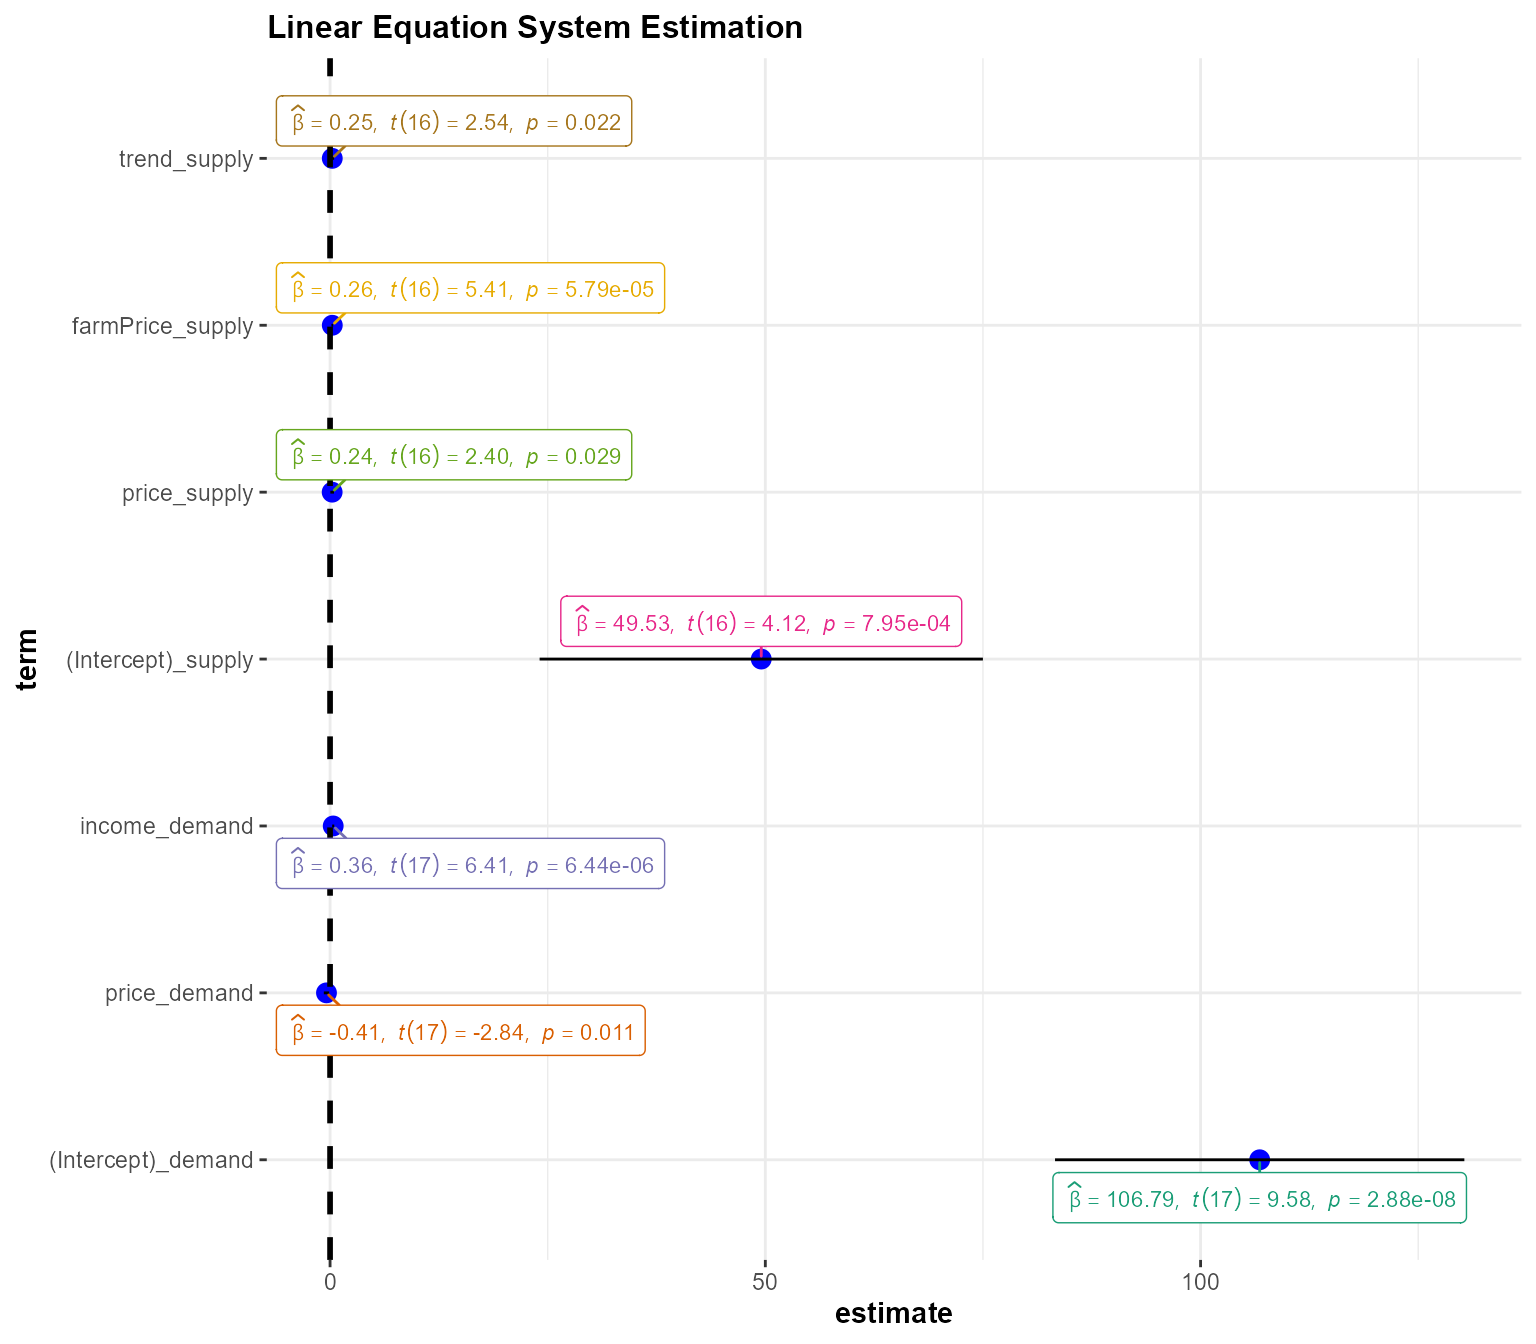 Linear Equation System Estimation
β̂ = 0.25, t(16) = 2.54, p = 0.022
trend_supply
β̂ = 0.26, t(16) = 5.41, p = 5.79e-05
farmPrice_supply
β̂ = 0.24, t(16) = 2.40, p = 0.029
price_supply
β̂ = 49.53, t(16) = 4.12, p = 7.95e-04
(Intercept)_supply
term
income_demand
β̂ = 0.36, t(17) = 6.41, p = 6.44e-06
price_demand
β̂ = -0.41, t(17) = -2.84, p = 0.011
(Intercept)_demand
β̂ = 106.79, t(17) = 9.58, p = 2.88e-08
0 50 100
estimate